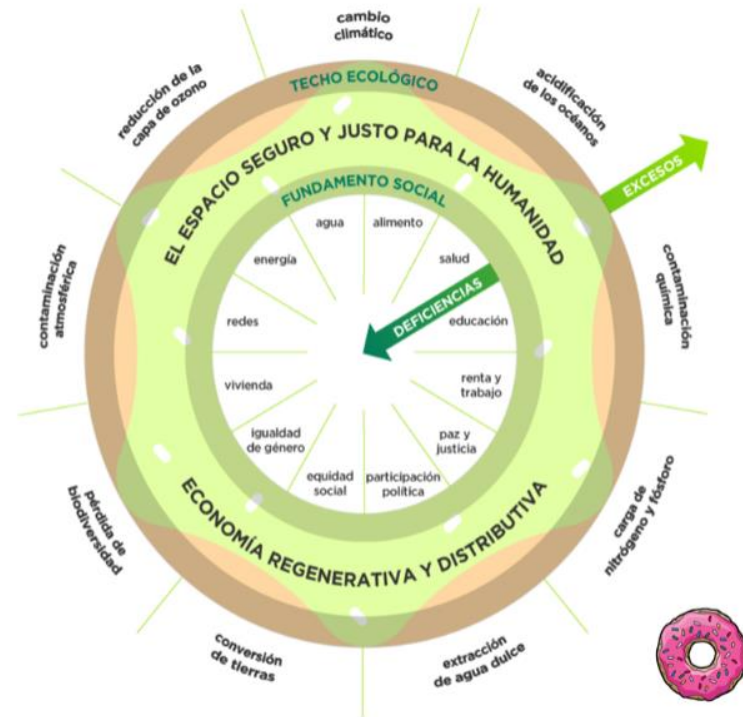 cambio
climático
TECHO ECOLÓGICO
reducción de la
capa de ozono
acidificación
de los océanos
EXCESOS
EL ESPACIO SEGURO Y JUSTO PARA LA HUMANIDAD
FUNDAMENTO SOCIAL
agua
alimento
energía
salud
DEFICIENCIAS
contaminación
atmosférica
contaminación
química
redes
educación
vivienda
renta y
trabajo
igualdad
de género
paz y
justicia
equidad
social
participación
política
ECONOMÍA REGENERATIVA Y DISTRIBUTIVA
pérdida de
biodiversidad
carga de
nitrógeno y fósforo
conversión
de tierras
extracción
de agua dulce